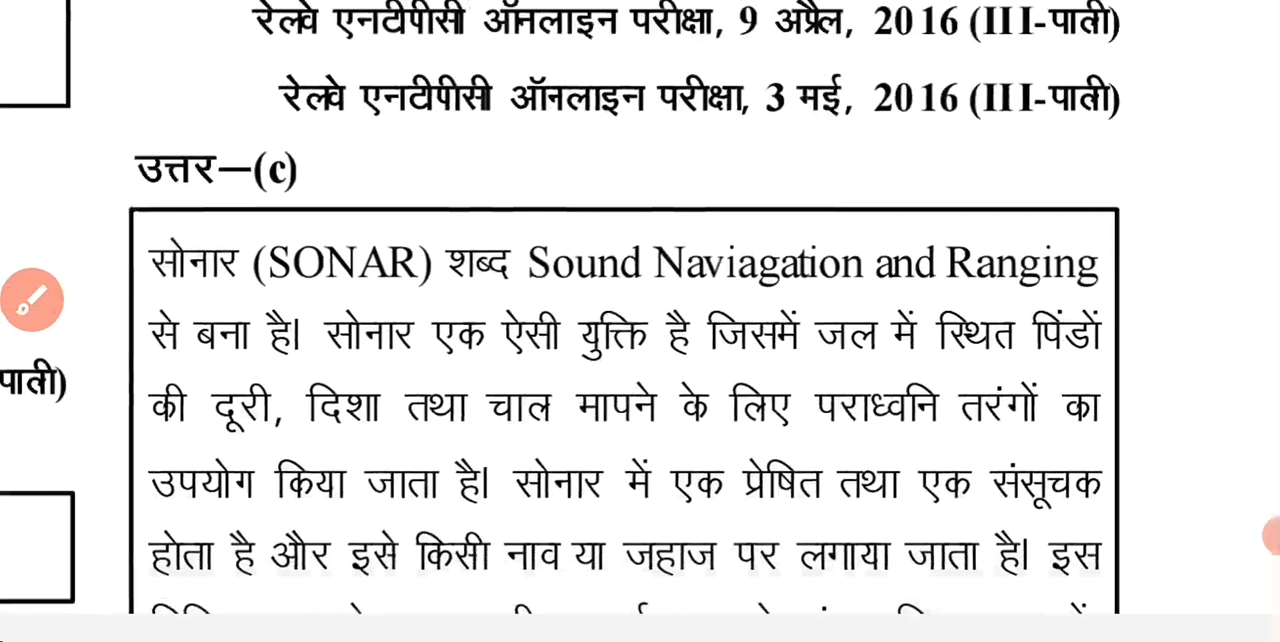 रेलवे एनटीपीसी ऑनलाइन परीक्षा, 9 अप्रैल, 2016 (III-पाली)
रेलवे एनटीपीसी ऑनलाइन परीक्षा, 3 मई, 2016 (III-पाली)
उत्तर—(c)
सोनार (SONAR) शब्द Sound Naviagation and Ranging
से बना है। सोनार एक ऐसी युक्ति है जिसमें जल में स्थित पिंडों
पाली)
की दूरी, दिशा तथा चाल मापने के लिए पराध्वनि तरंगों का
उपयोग किया जाता है। सोनार में एक प्रेषित तथा एक संसूचक
होता है और इसे किसी नाव या जहाज पर लगाया जाता है। इस